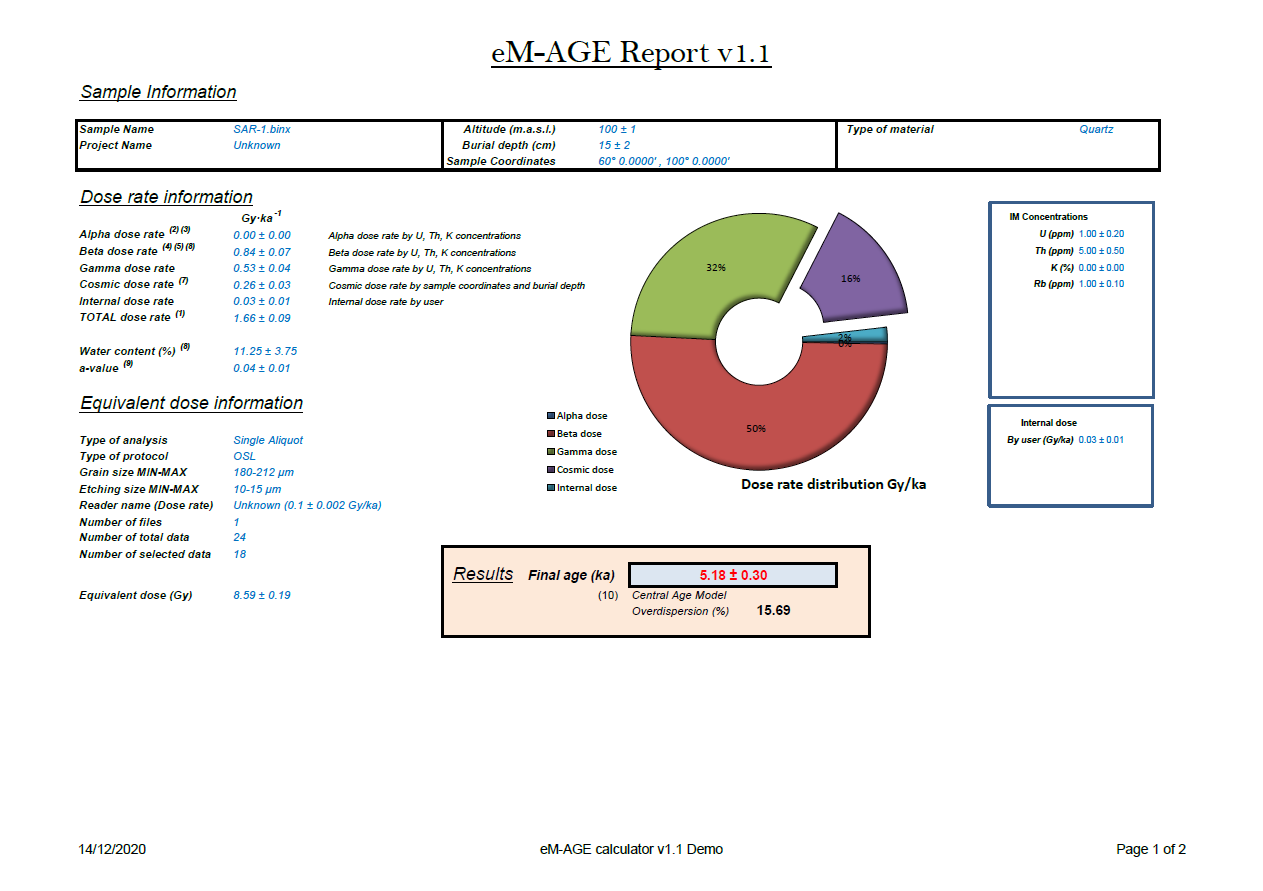 eM-AGE Report v1.1
Sample Information
Sample Name SAR-1.binx Altitude (m.a.s.l.) 100 ± 1 Type of material Quartz
Project Name Unknown Burial depth (cm) 15 ± 2
Sample Coordinates 60° 0.0000' , 100° 0.0000'
Dose rate information
Gy·ka-1
Alpha dose rate (2) (3) 0.00 ± 0.00 Alpha dose rate by U, Th, K concentrations
Beta dose rate (4) (5) (8) 0.84 ± 0.07 Beta dose rate by U, Th, K concentrations
Gamma dose rate 0.53 ± 0.04 Gamma dose rate by U, Th, K concentrations
Cosmic dose rate (7) 0.26 ± 0.03 Cosmic dose rate by sample coordinates and burial depth
Internal dose rate 0.03 ± 0.01 Internal dose rate by user
TOTAL dose rate (1) 1.66 ± 0.09
Water content (%) (8) 11.25 ± 3.75
a-value (9) 0.04 ± 0.01
32%
16%
2%
0%
50%
Alpha dose
Beta dose
Gamma dose
Cosmic dose
Internal dose
Dose rate distribution Gy/ka
IM Concentrations
U (ppm) 1.00 ± 0.20
Th (ppm) 5.00 ± 0.50
K (%) 0.00 ± 0.00
Rb (ppm) 1.00 ± 0.10
Internal dose
By user (Gy/ka) 0.03 ± 0.01
Equivalent dose information
Type of analysis Single Aliquot
Type of protocol OSL
Grain size MIN-MAX 180-212 µm
Etching size MIN-MAX 10-15 µm
Reader name (Dose rate) Unknown (0.1 ± 0.002 Gy/ka)
Number of files 1
Number of total data 24
Number of selected data 18
Equivalent dose (Gy) 8.59 ± 0.19
Results Final age (ka) 5.18 ± 0.30
(10) Central Age Model
Overdispersion (%) 15.69
14/12/2020 eM-AGE calculator v1.1 Demo Page 1 of 2